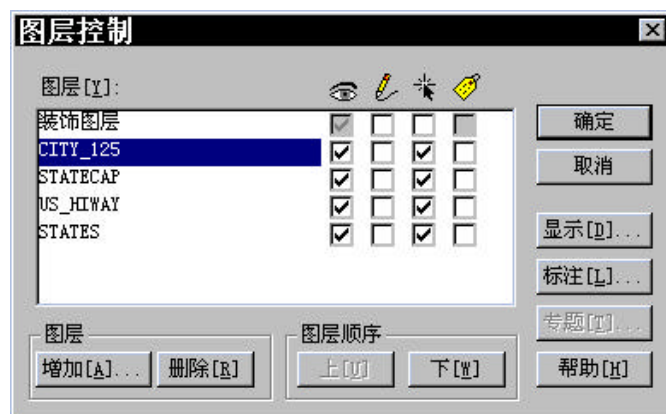 图层控制
图层[Y]:
装饰图层
CITY_125
STATECAP
US_HIWAY
STATES
确定
取消
显示[D]...
标注[L]...
专题[T]...
帮助[H]
图层
增加[A]...
删除[R]
图层顺序
上[U]
下[W]